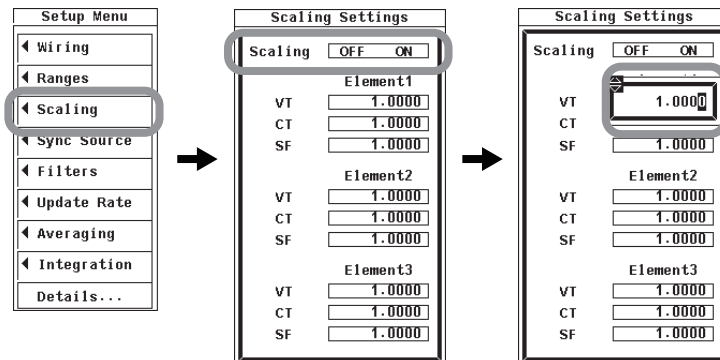 Setup Menu
Wiring
Ranges
Scaling
Sync Source
Filters
Update Rate
Averaging
Integration
Details...
Scaling Settings
Scaling OFF ON
Element1
VT 1.0000
CT 1.0000
SF 1.0000
Element2
VT 1.0000
CT 1.0000
SF 1.0000
Element3
VT 1.0000
CT 1.0000
SF 1.0000
Scaling Settings
Scaling OFF ON
VT 1.0000
CT
SF 1.0000
Element2
VT 1.0000
CT 1.0000
SF 1.0000
Element3
VT 1.0000
CT 1.0000
SF 1.0000